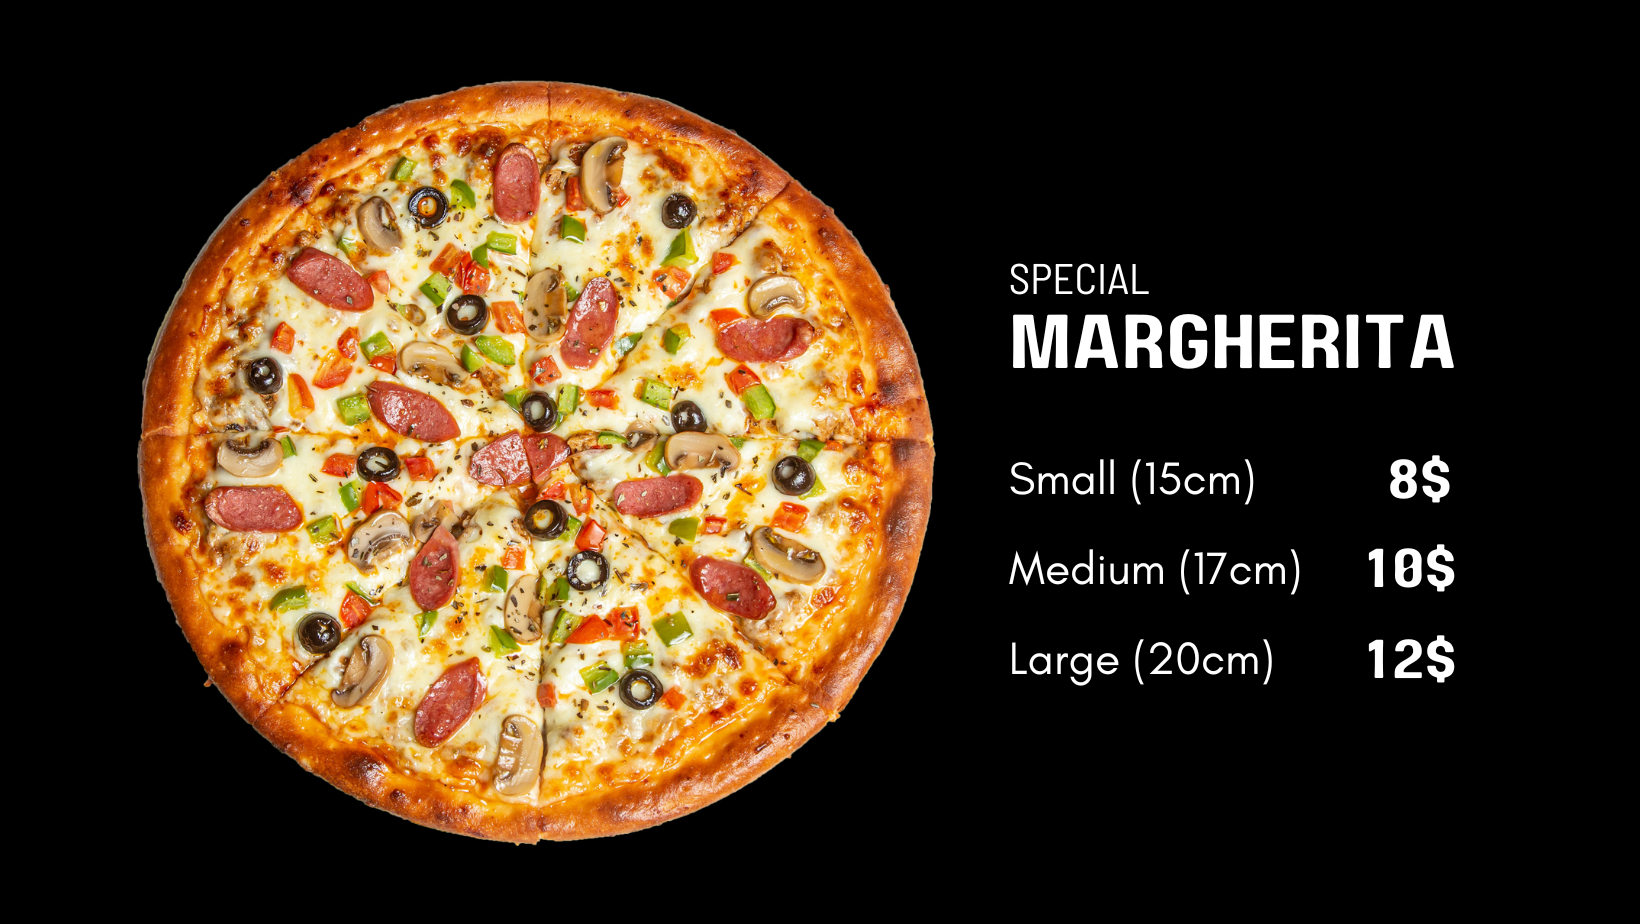 SPECIAL
MARGHERITA
Small (15cm) 8$
Medium (17cm) 10$
Large (20cm) 12$